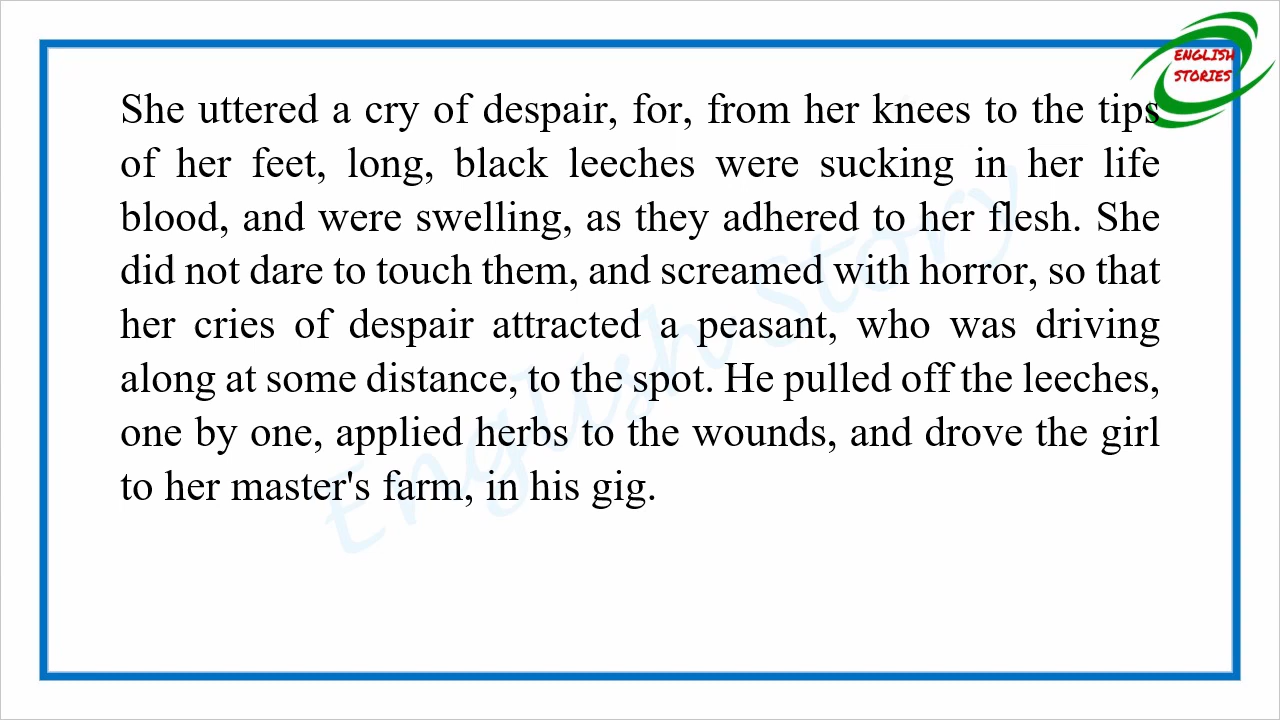 ENGLISH
STORIES
She uttered a cry of despair, for, from her knees to the tips
of her feet, long, black leeches were sucking in her life
blood, and were swelling, as they adhered to her flesh. She
did not dare to touch them, and screamed with horror, so that
her cries of despair attracted a peasant, who was driving
along at some distance, to the spot. He pulled off the leeches,
one by one, applied herbs to the wounds, and drove the girl
to her master's farm, in his gig.
English Story